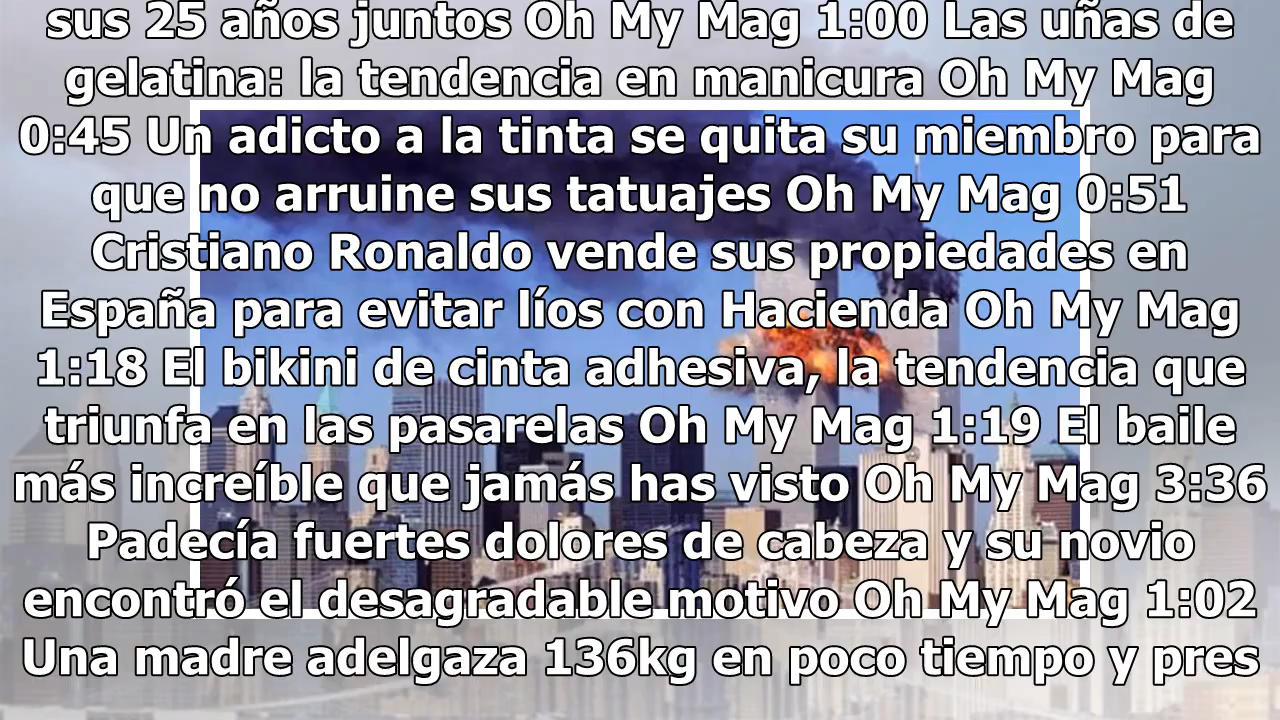 sus 25 años juntos Oh My Mag 1:00 Las uñas de
gelatina: la tendencia en manicura Oh My Mag
0:45 Un adicto a la tinta se quita su miembro para
que no arruine sus tatuajes Oh My Mag 0:51
Cristiano Ronaldo vende sus propiedades en
España para evitar líos con Hacienda Oh My Mag
1:18 El bikini de cinta adhesiva, la tendencia que
triunfa en las pasarelas Oh My Mag 1:19 El baile
más increíble que jamás has visto Oh My Mag 3:36
Padecía fuertes dolores de cabeza y su novio
encontró el desagradable motivo Oh My Mag 1:02
Una madre adelgaza 136kg en poco tiempo y pres